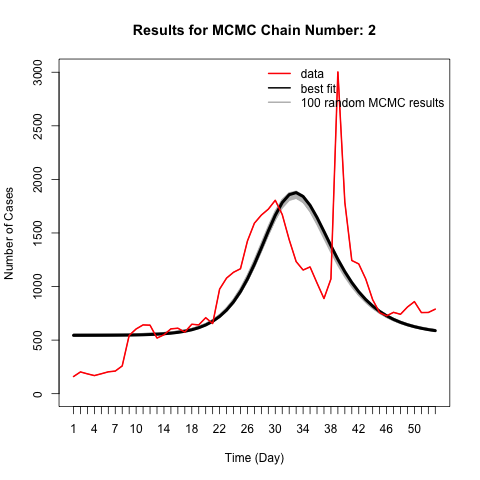 Results for MCMC Chain Number: 2
data
best fit
100 random MCMC results
Number of Cases
3000
2500
2000
1500
1000
500
0
1 4 7 10 14 18 22 26 30 34 38 42 46 50
Time (Day)